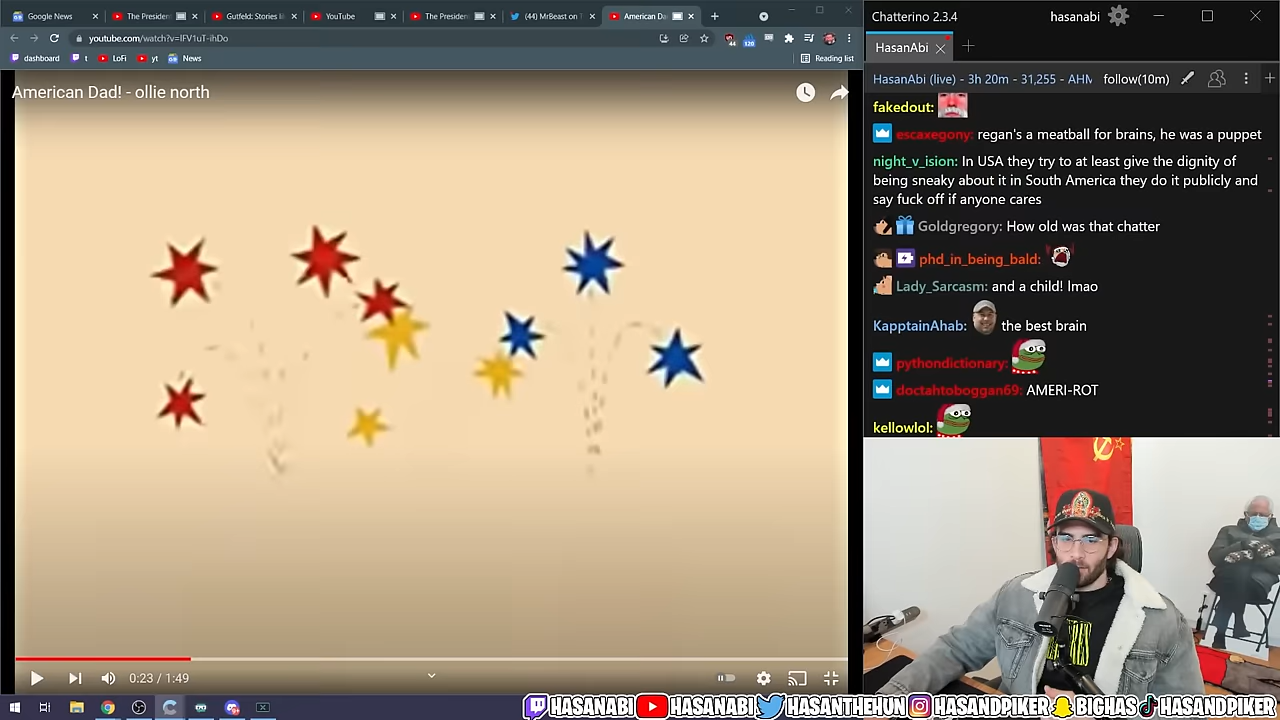 Google News
The Presiden
Gutfeld: Stories
YouTube
The Presiden
(44) MrBeast on T
American Da
youtube.com/watch?v=lFV1uT-ihDo
44
120
dashboard
t
LoFi
yt
News
Reading list
American Dad! - ollie north
0:23 / 1:49
Chatterino 2.3.4
hasanabi
HasanAbi
HasanAbi (live) - 3h 20m - 31,255 - AHM
follow(10m)
fakedout:
escaxegony: regan's a meatball for brains, he was a puppet
night_v_ision: In USA they try to at least give the dignity of
being sneaky about it in South America they do it publicly and
say fuck off if anyone cares
Goldgregory: How old was that chatter
phd_in_being_bald:
Lady_Sarcasm: and a child! lmao
KapptainAhab: the best brain
pythondictionary:
doctahtoboggan69: AMERI-ROT
kellowlol:
HASANABI HASANABI HASANTHEHUN HASANDPIKER BIGHAS HASANDPIKER